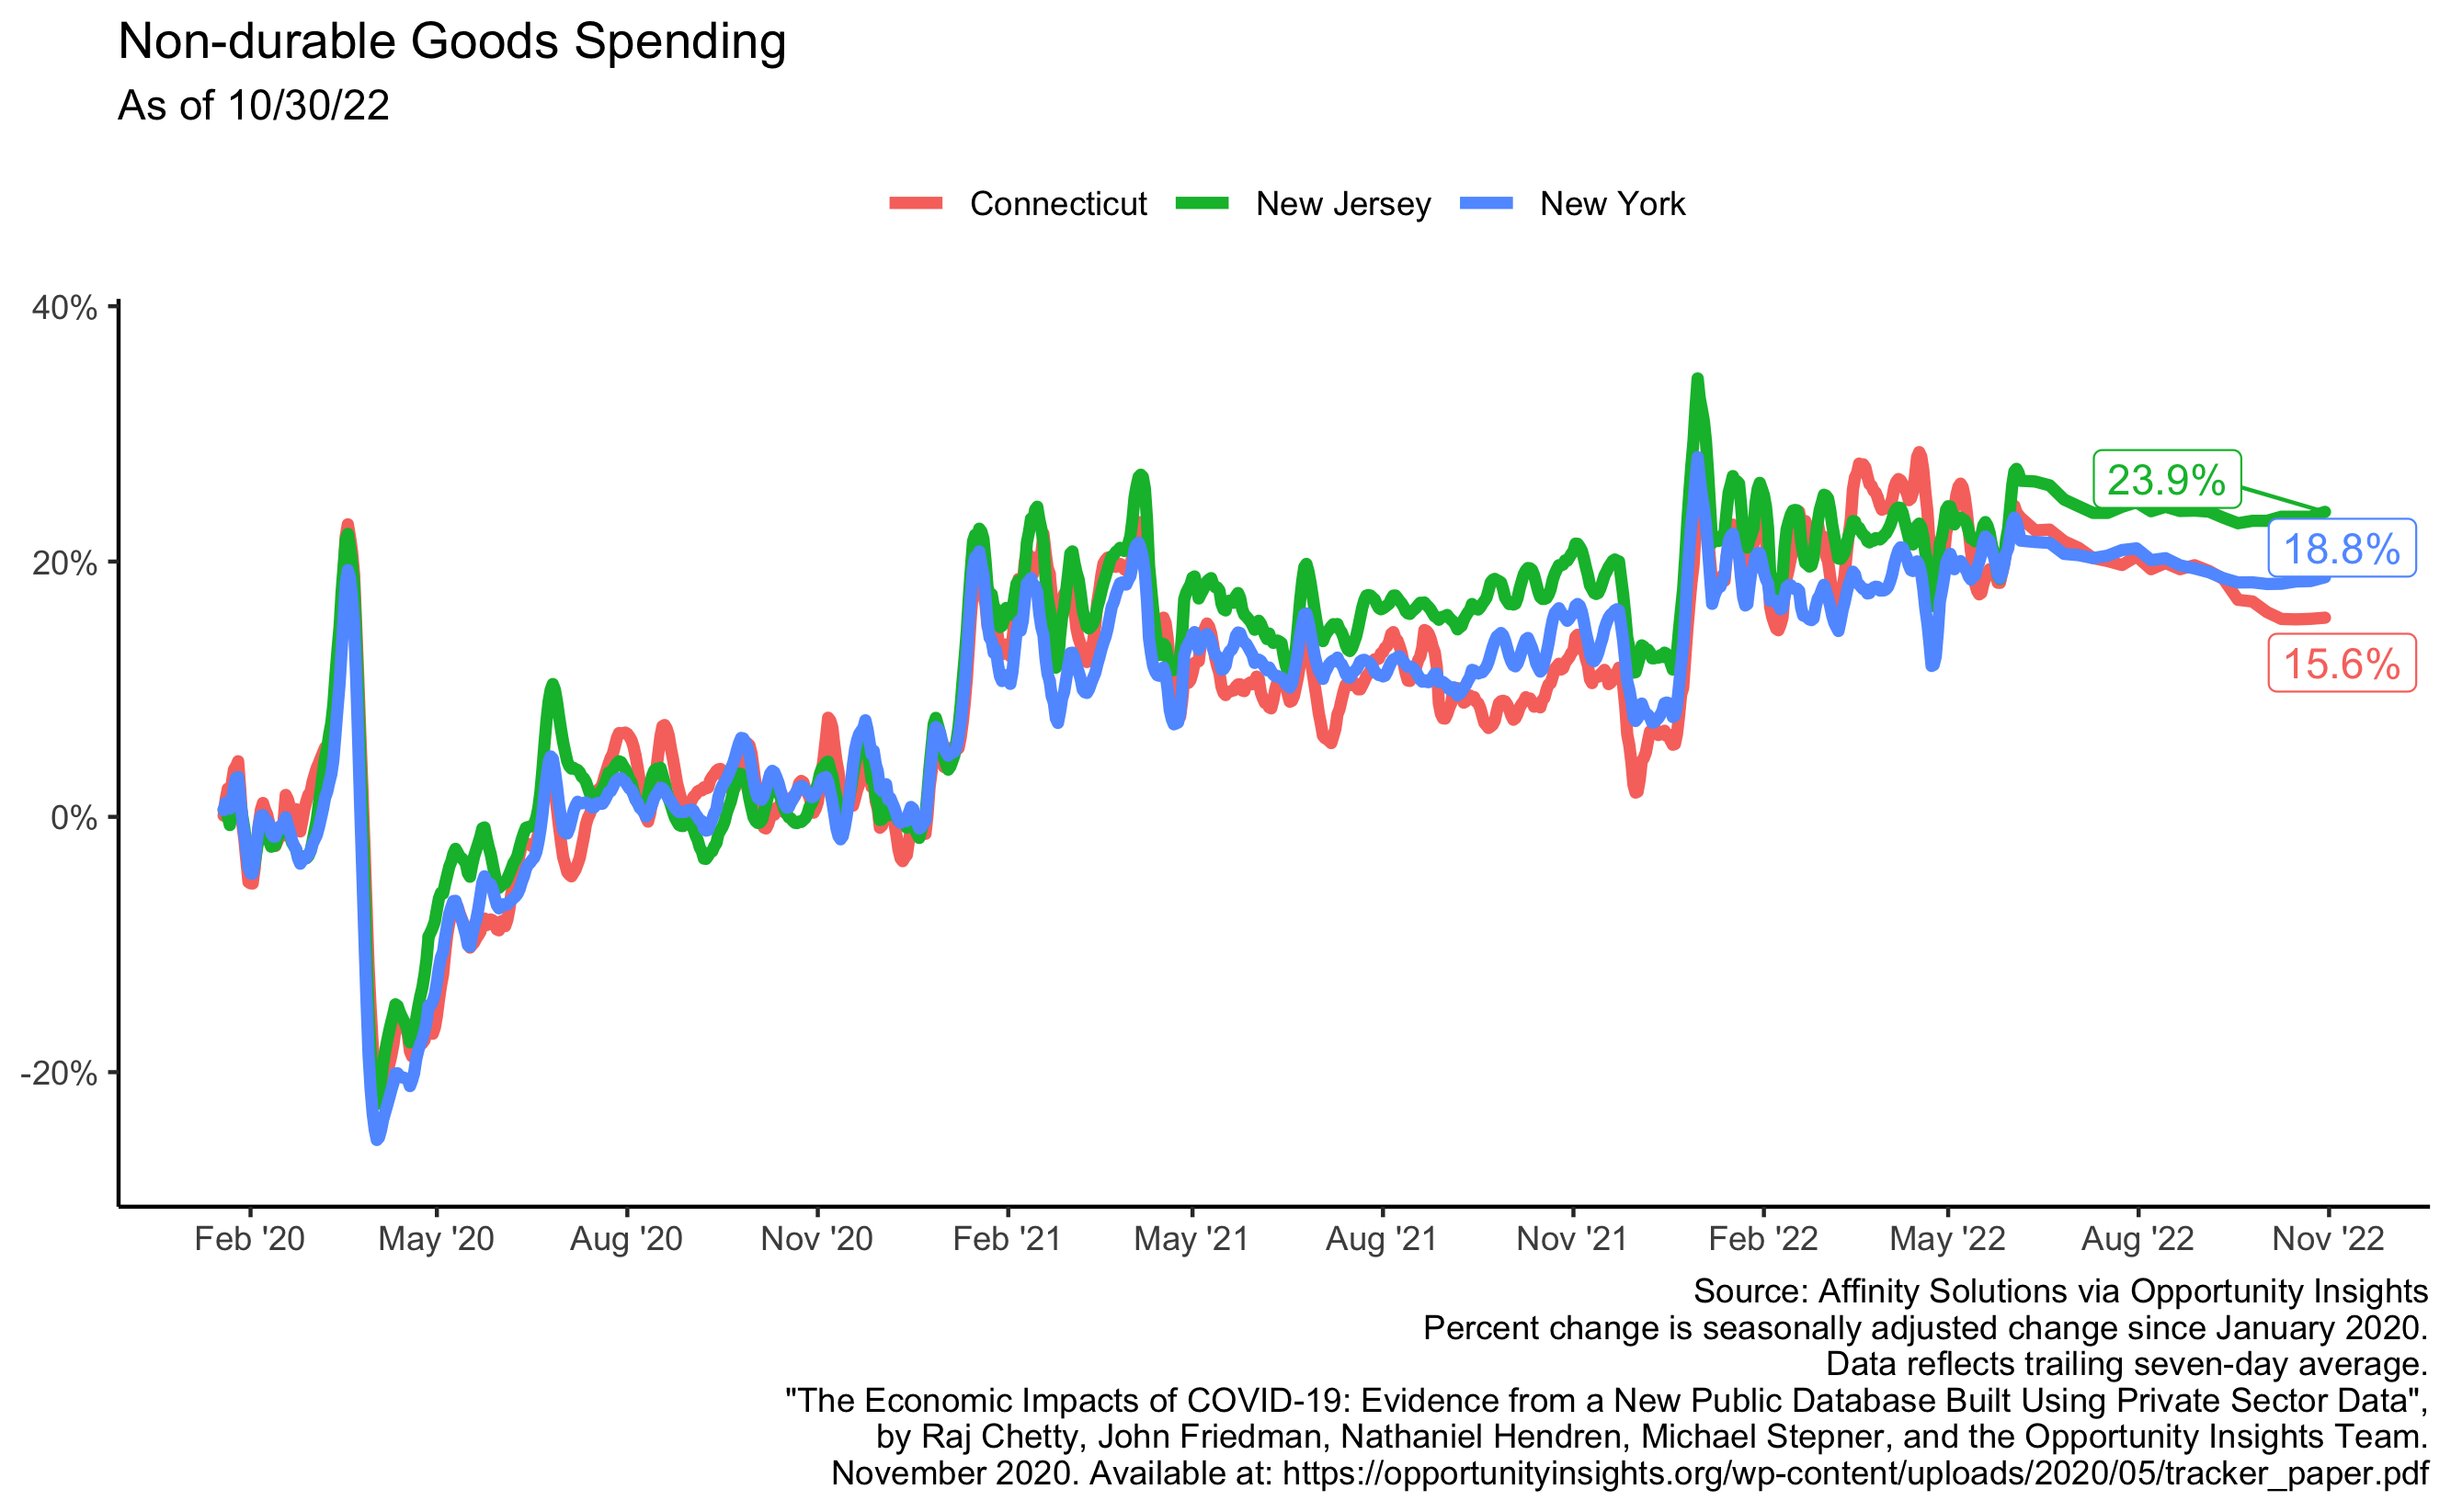 Non-durable Goods Spending
As of 10/30/22
Connecticut New Jersey New York
40%
20%
0%
-20%
23.9%
18.8%
15.6%
Feb '20 May '20 Aug '20 Nov '20 Feb '21 May '21 Aug '21 Nov '21 Feb '22 May '22 Aug '22 Nov '22
Source: Affinity Solutions via Opportunity Insights
Percent change is seasonally adjusted change since January 2020.
Data reflects trailing seven-day average.
"The Economic Impacts of COVID-19: Evidence from a New Public Database Built Using Private Sector Data",
by Raj Chetty, John Friedman, Nathaniel Hendren, Michael Stepner, and the Opportunity Insights Team.
November 2020. Available at: https://opportunityinsights.org/wp-content/uploads/2020/05/tracker_paper.pdf